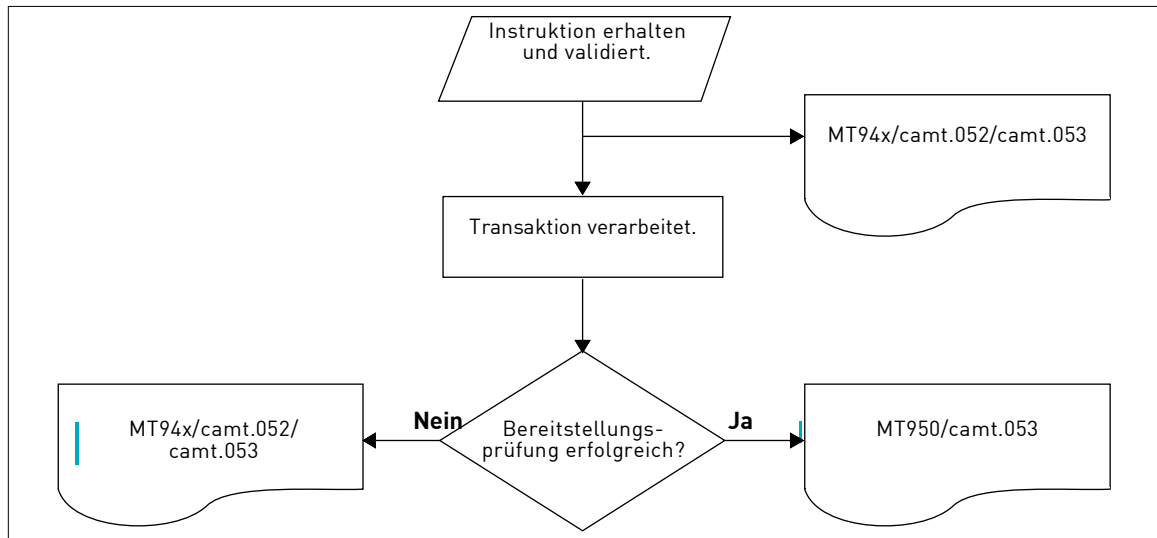 Instruktion erhalten
und validiert.
MT94x/camt.052/camt.053
Transaktion verarbeitet.
Nein
Ja
MT94x/camt.052/
camt.053
Bereitstellungs-
prüfung erfolgreich?
MT950/camt.053